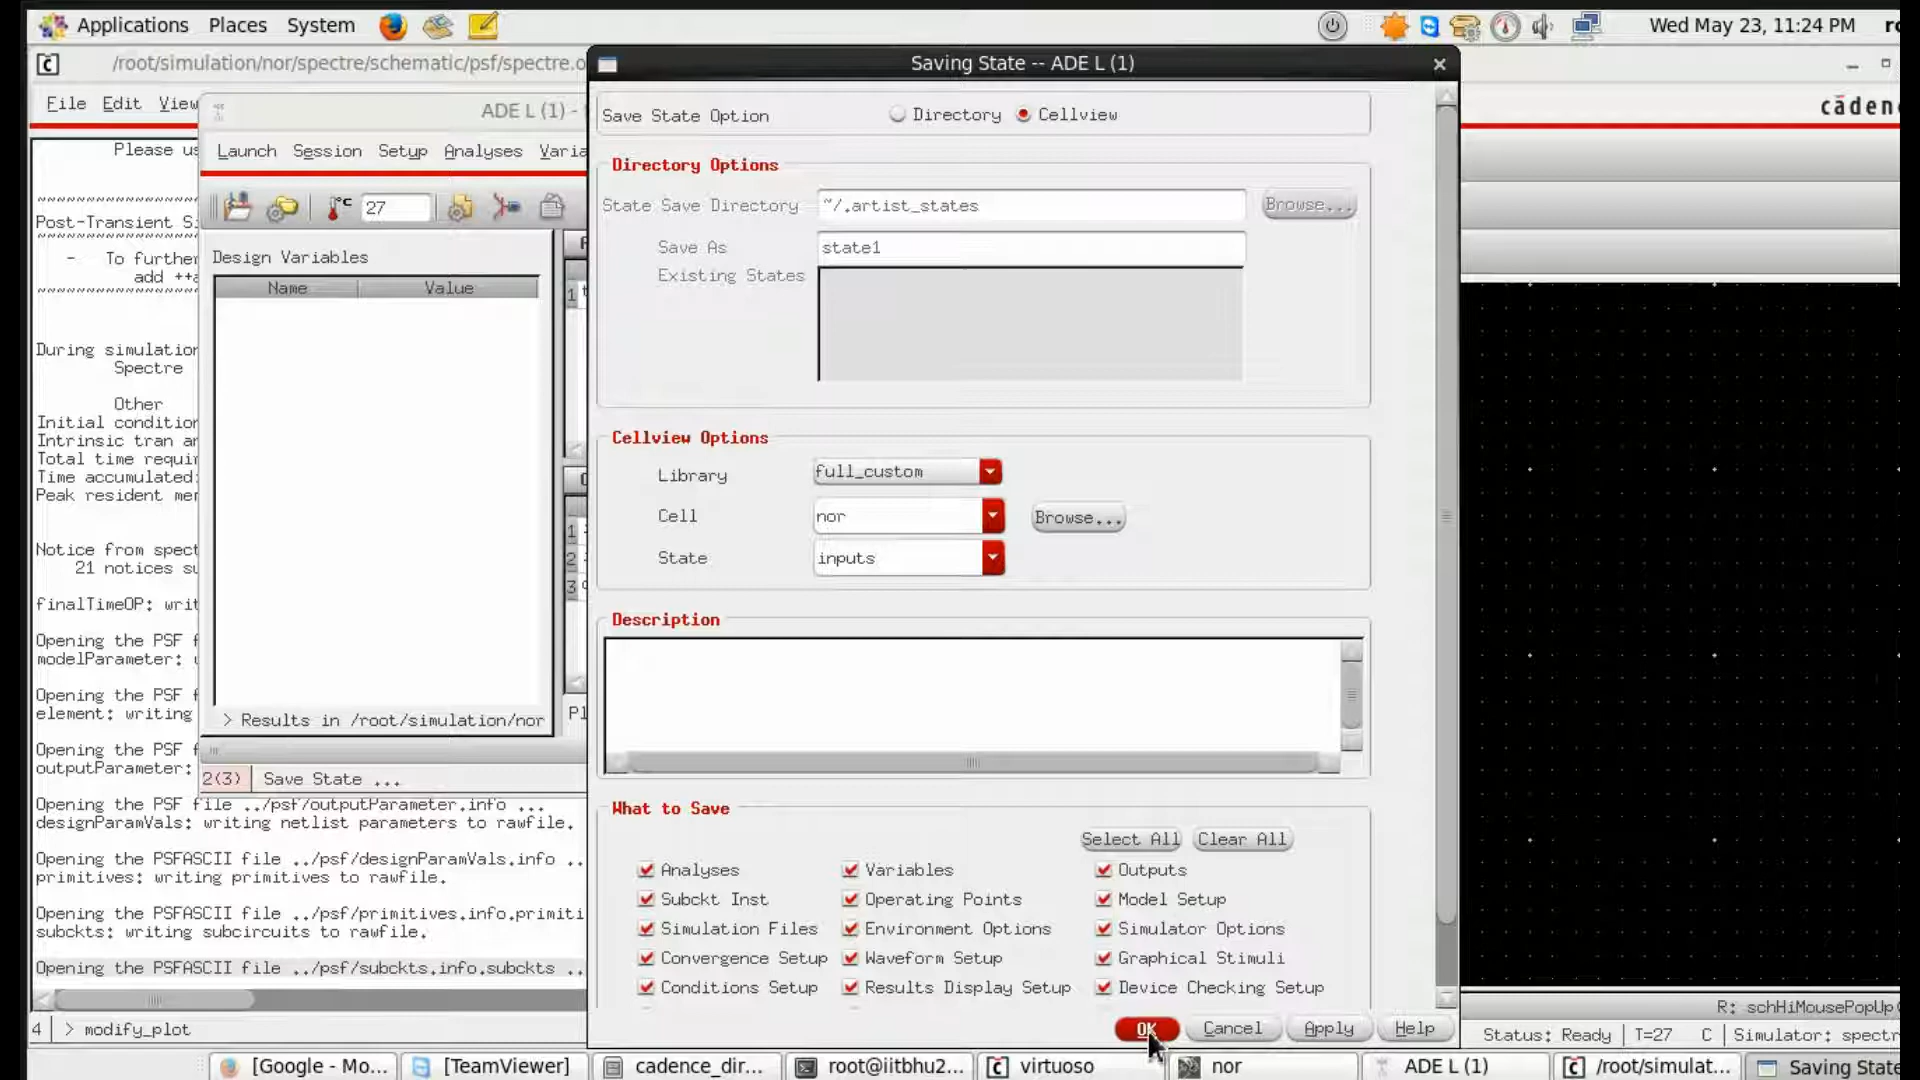 Applications Places System
Wed May 23, 11:24 PM
/root/simulation/nor/spectre/schematic/psf/spectre.o
File Edit View
cādenc
Please us
Post-Transient Si
- To further
add ++a
During simulation
Spectre
Other
Initial condition
Intrinsic tran an
Total time requir
Time accumulated:
Peak resident mem
Notice from spect
21 notices su
finalTimeOP: writ
Opening the PSF f
modelParameter: w
Opening the PSF f
element: writing
Opening the PSF f
outputParameter:
Opening the PSF file ../psf/outputParameter.info ...
designParamVals: writing netlist parameters to rawfile.
Opening the PSFASCII file ../psf/designParamVals.info ..
primitives: writing primitives to rawfile.
Opening the PSFASCII file ../psf/primitives.info.primiti
subckts: writing subcircuits to rawfile.
Opening the PSFASCII file ../psf/subckts.info.subckts ..
4 > modify_plot
ADE L (1) -
Launch Session Setup Analyses Varia
°C 27
Design Variables
Name Value
1
1
2
3
Pl
> Results in /root/simulation/nor
2(3) Save State ...
Saving State -- ADE L (1)
Save State Option Directory Cellview
Directory Options
State Save Directory ~/.artist_states Browse...
Save As state1
Existing States
Cellview Options
Library full_custom
Cell nor Browse...
State inputs
Description
What to Save
Select All Clear All
Analyses Variables Outputs
Subckt Inst Operating Points Model Setup
Simulation Files Environment Options Simulator Options
Convergence Setup Waveform Setup Graphical Stimuli
Conditions Setup Results Display Setup Device Checking Setup
OK Cancel Apply Help
R: schHiMousePopUp(
Status: Ready T=27 C Simulator: spectr
[Google - Mo... [TeamViewer] cadence_dir... root@iitbhu2... virtuoso nor ADE L (1) /root/simulat... Saving State